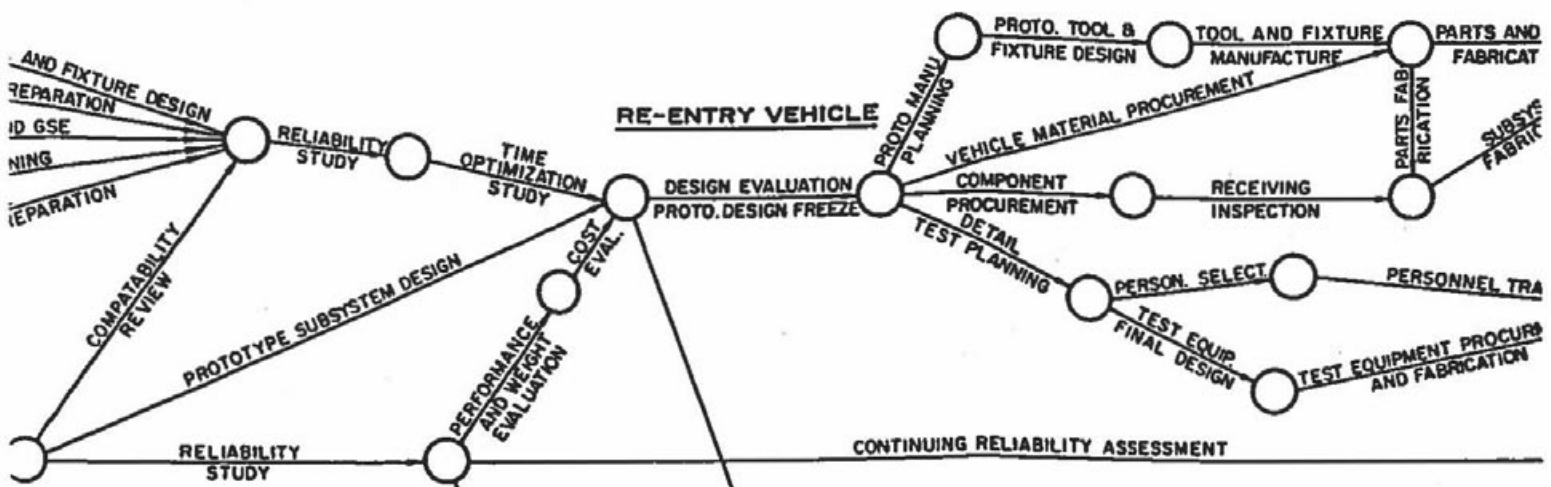 AND FIXTURE DESIGN
REPARATION
ID GSE
NING
EPARATION
RELIABILITY
STUDY
TIME
OPTIMIZATION
STUDY
COMPATABILITY
REVIEW
PROTOTYPE SUBSYSTEM DESIGN
COST
EVAL.
PERFORMANCE
AND WEIGHT
EVALUATION
RELIABILITY
STUDY
RE-ENTRY VEHICLE
DESIGN EVALUATION
PROTO. DESIGN FREEZE
PROTO MANU
PLANNING
PROTO. TOOL &
FIXTURE DESIGN
TOOL AND FIXTURE
MANUFACTURE
PARTS AND
FABRICAT
VEHICLE MATERIAL PROCUREMENT
PARTS FAB
RICATION
COMPONENT
PROCUREMENT
RECEIVING
INSPECTION
SUBSYS
FABRIC
DETAIL
TEST PLANNING
PERSON. SELECT.
PERSONNEL TRA
TEST EQUIP
FINAL DESIGN
TEST EQUIPMENT PROCUR
AND FABRICATION
CONTINUING RELIABILITY ASSESSMENT